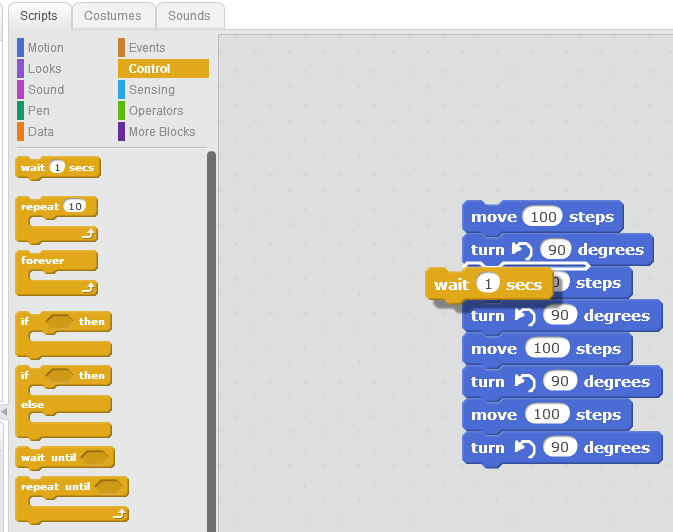 Scripts Costumes Sounds
Motion Events
Looks Control
Sound Sensing
Pen Operators
Data More Blocks
wait 1 secs
repeat 10
forever
if then
if then
else
wait until
repeat until
move 100 steps
turn 90 degrees
wait 1 secs 0 steps
turn 90 degrees
move 100 steps
turn 90 degrees
move 100 steps
turn 90 degrees